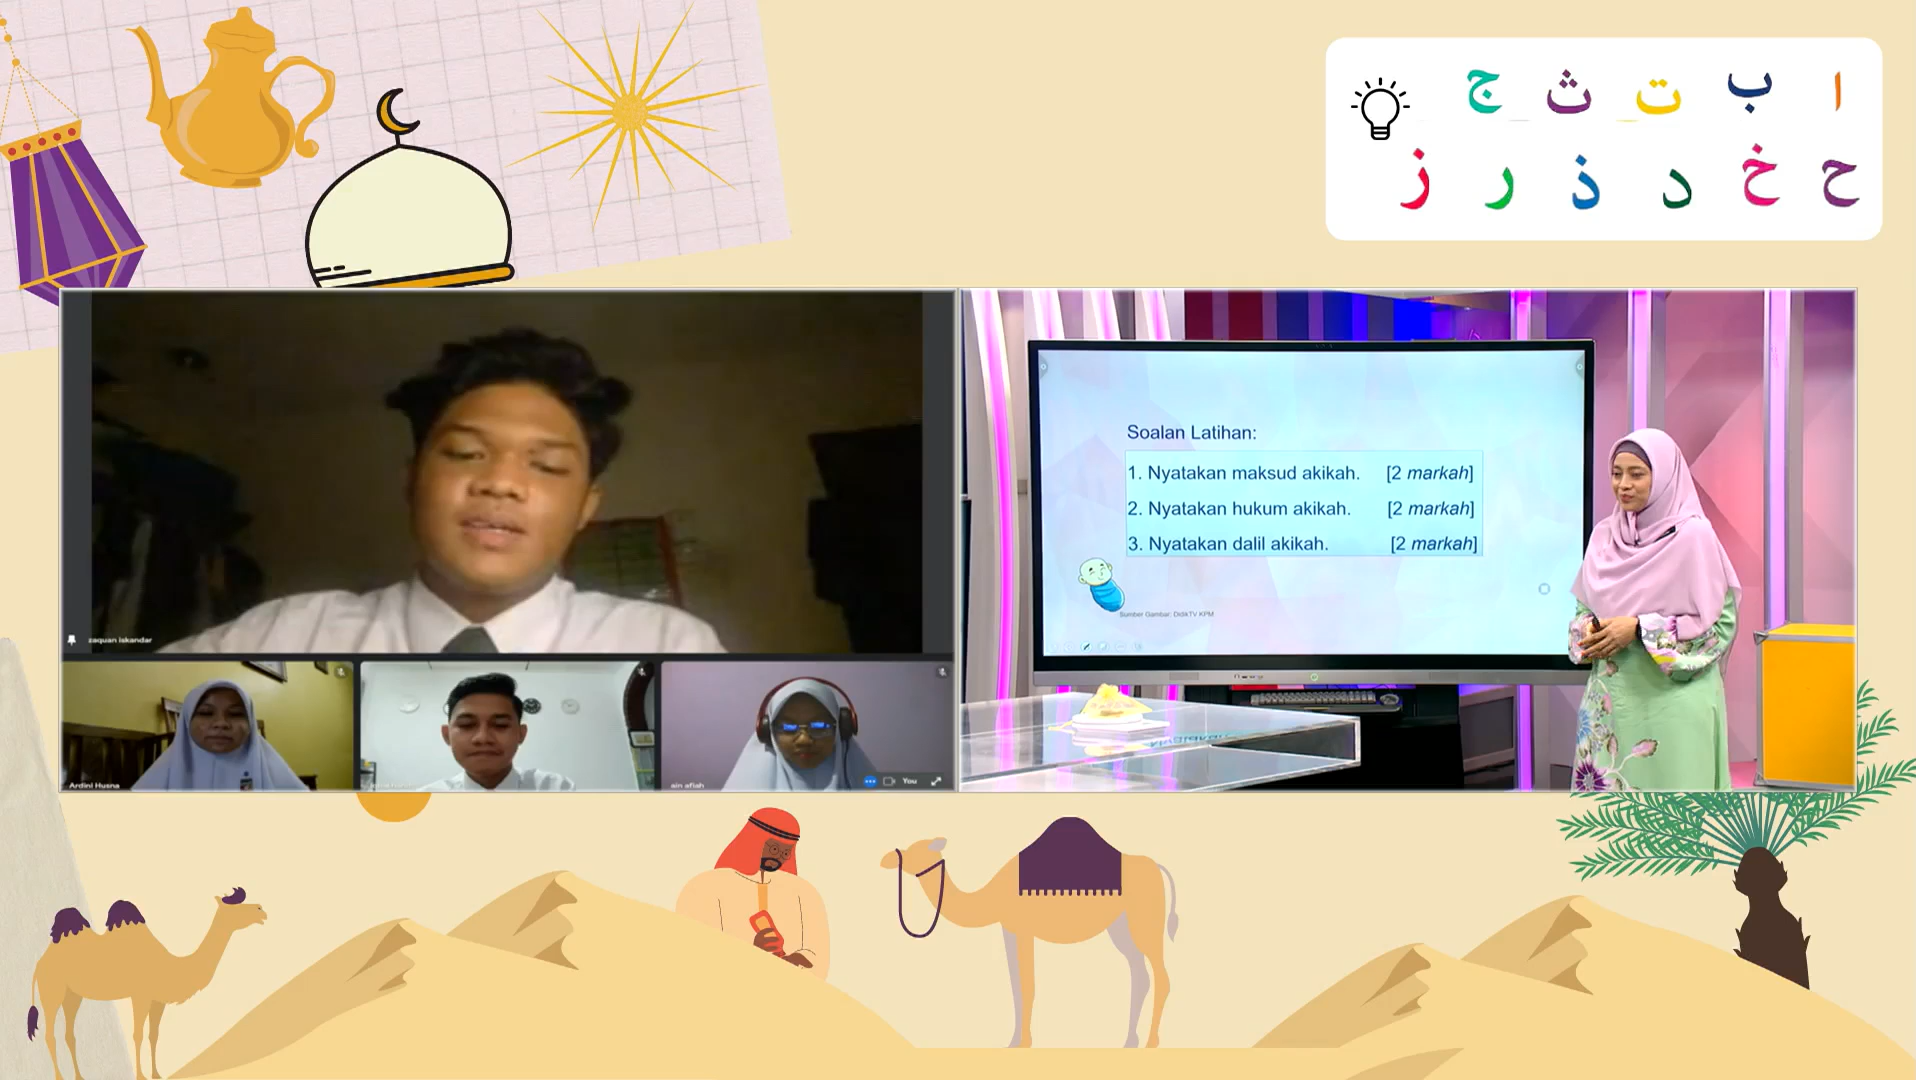 ا ب ت ث ج
ح خ د ذ ر ز
Soalan Latihan:
1. Nyatakan maksud akikah. [2 markah]
2. Nyatakan hukum akikah. [2 markah]
3. Nyatakan dalil akikah. [2 markah]
Sumber Gambar: DidikTV KPM
zaquan iskandar
Ardini Husna
ain afiah
You